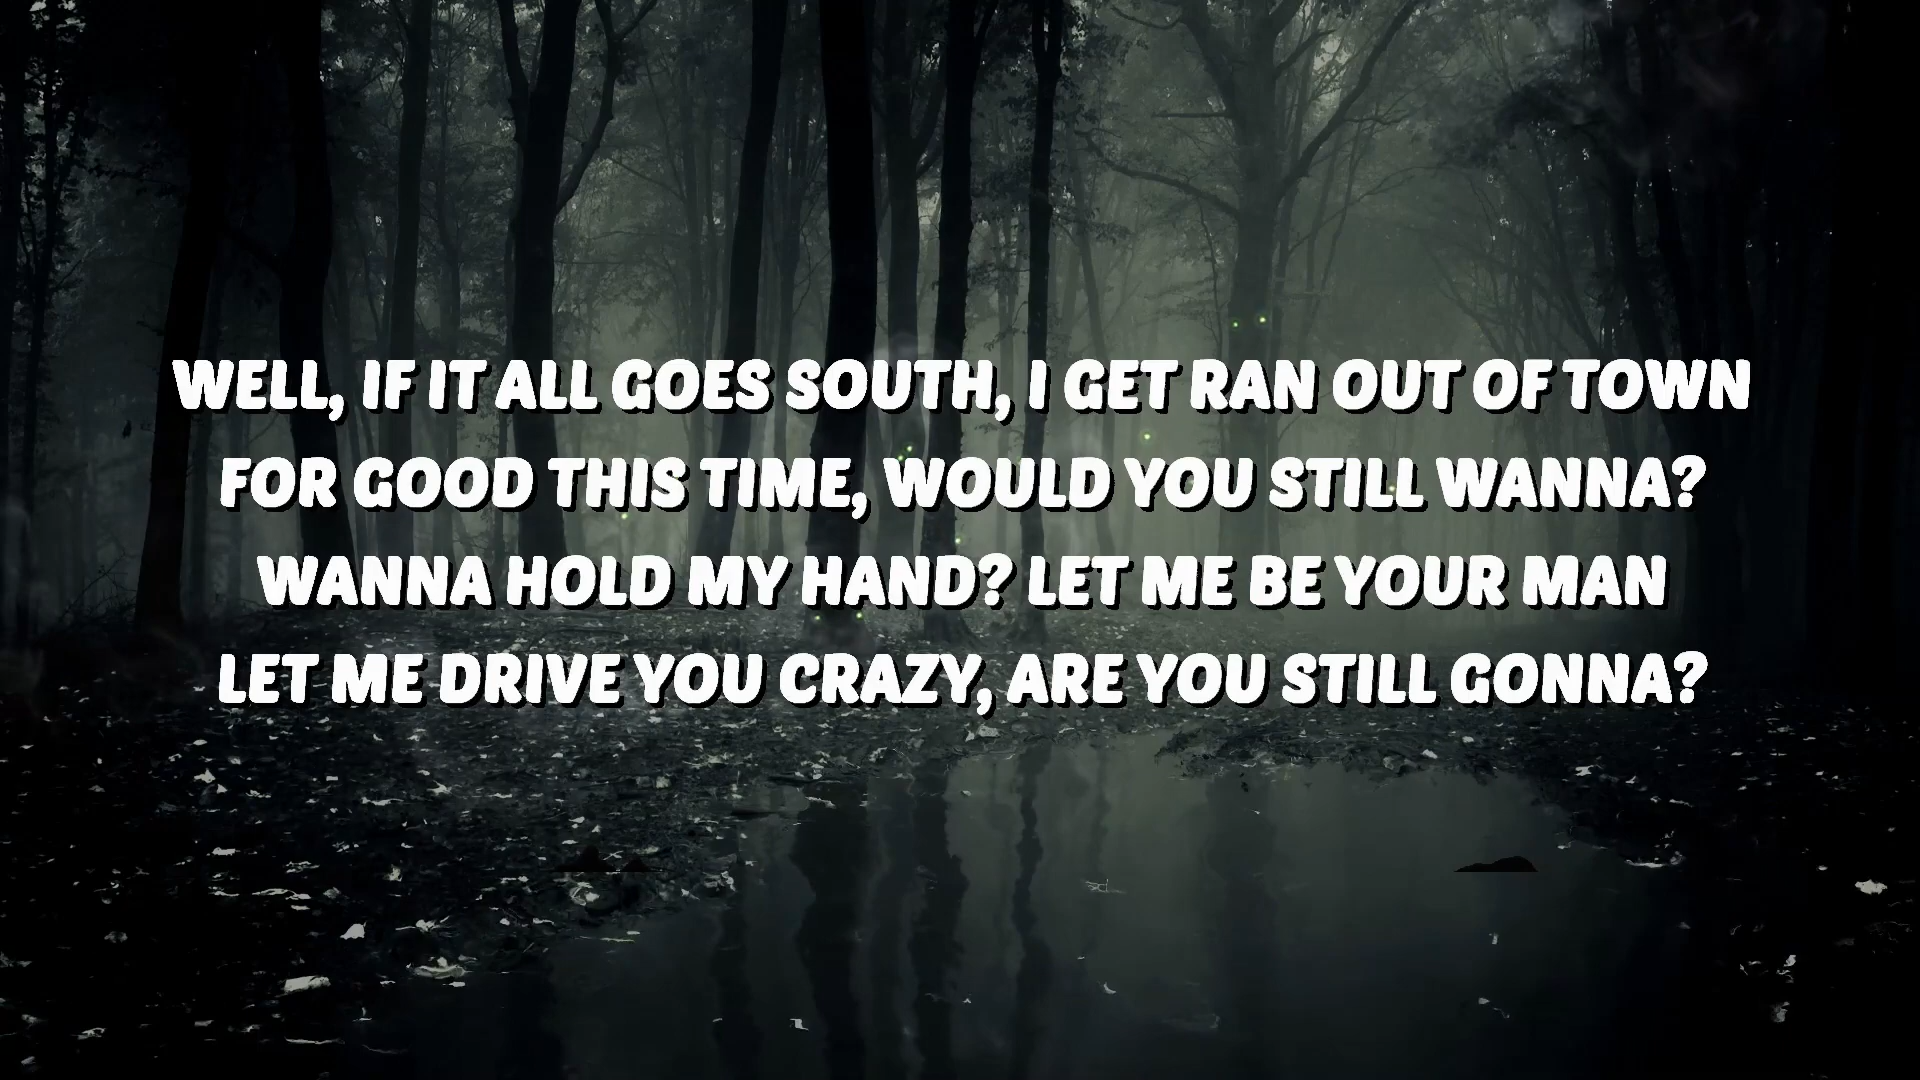 WELL, IF IT ALL GOES SOUTH, I GET RAN OUT OF TOWN
FOR GOOD THIS TIME, WOULD YOU STILL WANNA?
WANNA HOLD MY HAND? LET ME BE YOUR MAN
LET ME DRIVE YOU CRAZY, ARE YOU STILL GONNA?